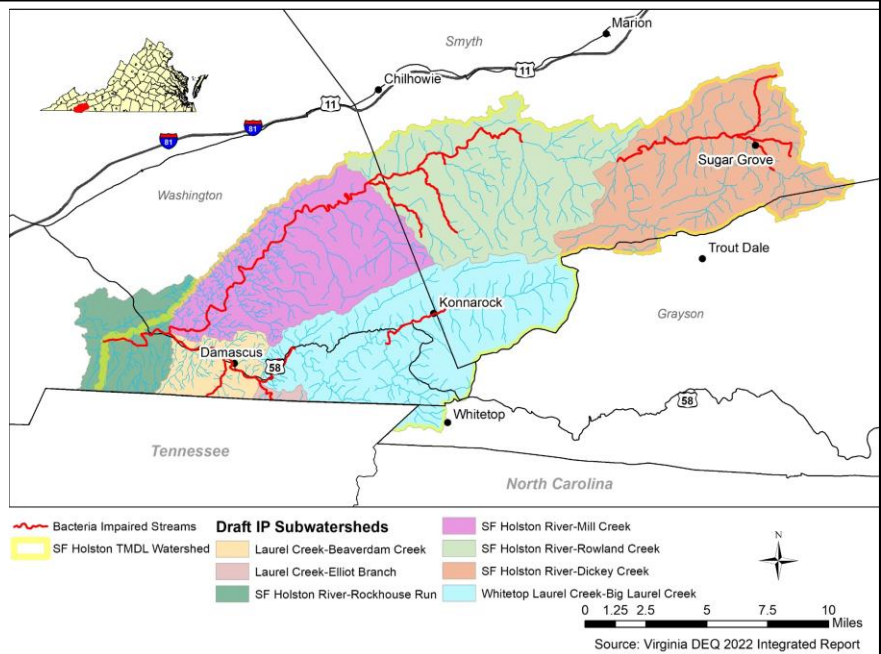 Marion
Smyth
11
Chilhowie
11
81
81
Sugar Grove
Washington
Trout Dale
Konnarock
Grayson
Damascus
58
58
Whitetop
Tennessee
North Carolina
Bacteria Impaired Streams
SF Holston TMDL Watershed
Draft IP Subwatersheds
Laurel Creek-Beaverdam Creek
Laurel Creek-Elliot Branch
SF Holston River-Rockhouse Run
SF Holston River-Mill Creek
SF Holston River-Rowland Creek
SF Holston River-Dickey Creek
Whitetop Laurel Creek-Big Laurel Creek
N
0 1.25 2.5 5 7.5 10
Miles
Source: Virginia DEQ 2022 Integrated Report